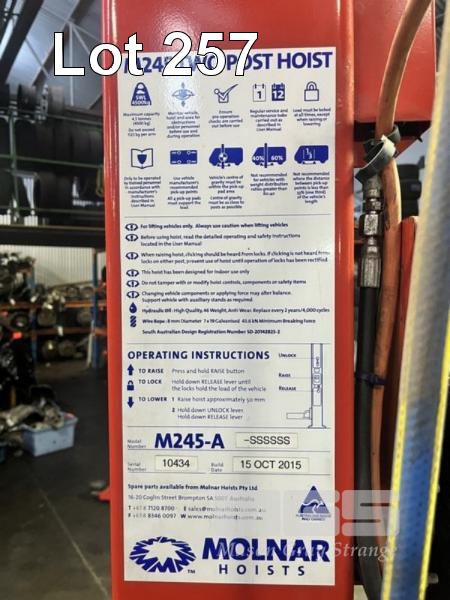 Lot 257
M245 TWO POST HOIST
SWL
4500kg
Maximum capacity
4.5 tonnes
(4500 kg)
Do not exceed
1125 kg per arm
Monitor vehicle,
hoist and area for
obstructions
and/or personnel
before use and
during operation
Ensure
pre-operation
checks are carried
out before use
1 12
Regular service and
maintenance to be
carried out as
described in
User Manual
Load must be locked
at all times, except
when raising or
lowering
Only to be operated
by trained personnel
in accordance with
manufacturer's
instructions
described in
User Manual
Use vehicle
manufacturer's
recommended
pick-up points
All 4 pick-up pads
must support the
load
Vehicle's centre of
gravity must be
within the pick-up
pad area
Centre of gravity
must be as close to
posts as possible
40% 60%
Not recommended
for vehicles with
weight distribution
ratios greater than
60:40
1/3
Not recommended
where the distance
between pick-up
points is less than
33% (one third)
of the vehicle's
length
For lifting vehicles only. Always use caution when lifting vehicles
Before using hoist, read the detailed operating and safety instructions
located in the User Manual
When raising hoist, clicking should be heard from locks. If clicking is not heard from
locks on either post, prevent use of hoist until operation of locks has been rectified
This hoist has been designed for indoor use only
Do not tamper with or modify hoist controls, components or safety items
Changing vehicle components or applying force may alter balance.
Support vehicle with auxiliary stands as required.
Hydraulic Oil: High Quality, 46 Weight, Anti Wear. Replace every 2 years/4,000 cycles
Wire Rope: 8 mm Diameter 7 x 19 Galvanised 40.6 kN Minimum Breaking Force
South Australian Design Registration Number SD-20142825-2
OPERATING INSTRUCTIONS
TO RAISE Press and hold RAISE button
TO LOCK Hold down RELEASE lever until
the locks hold the load of the vehicle
TO LOWER 1 Raise hoist approximately 50 mm
2 Hold down UNLOCK lever
Hold down RELEASE lever
UNLOCK
RAISE
RELEASE
Model Number M245-A -SSSSSS
Serial Number 10434 Build Date 15 OCT 2015
Spare parts available from Molnar Hoists Pty Ltd
16-20 Coglin Street Brompton SA 5007 Australia
T +61 8 7120 8700 E sales@molnarhoists.com.au
F +61 8 8346 0097 W www.molnarhoists.com.au
MOLNAR
HOISTS